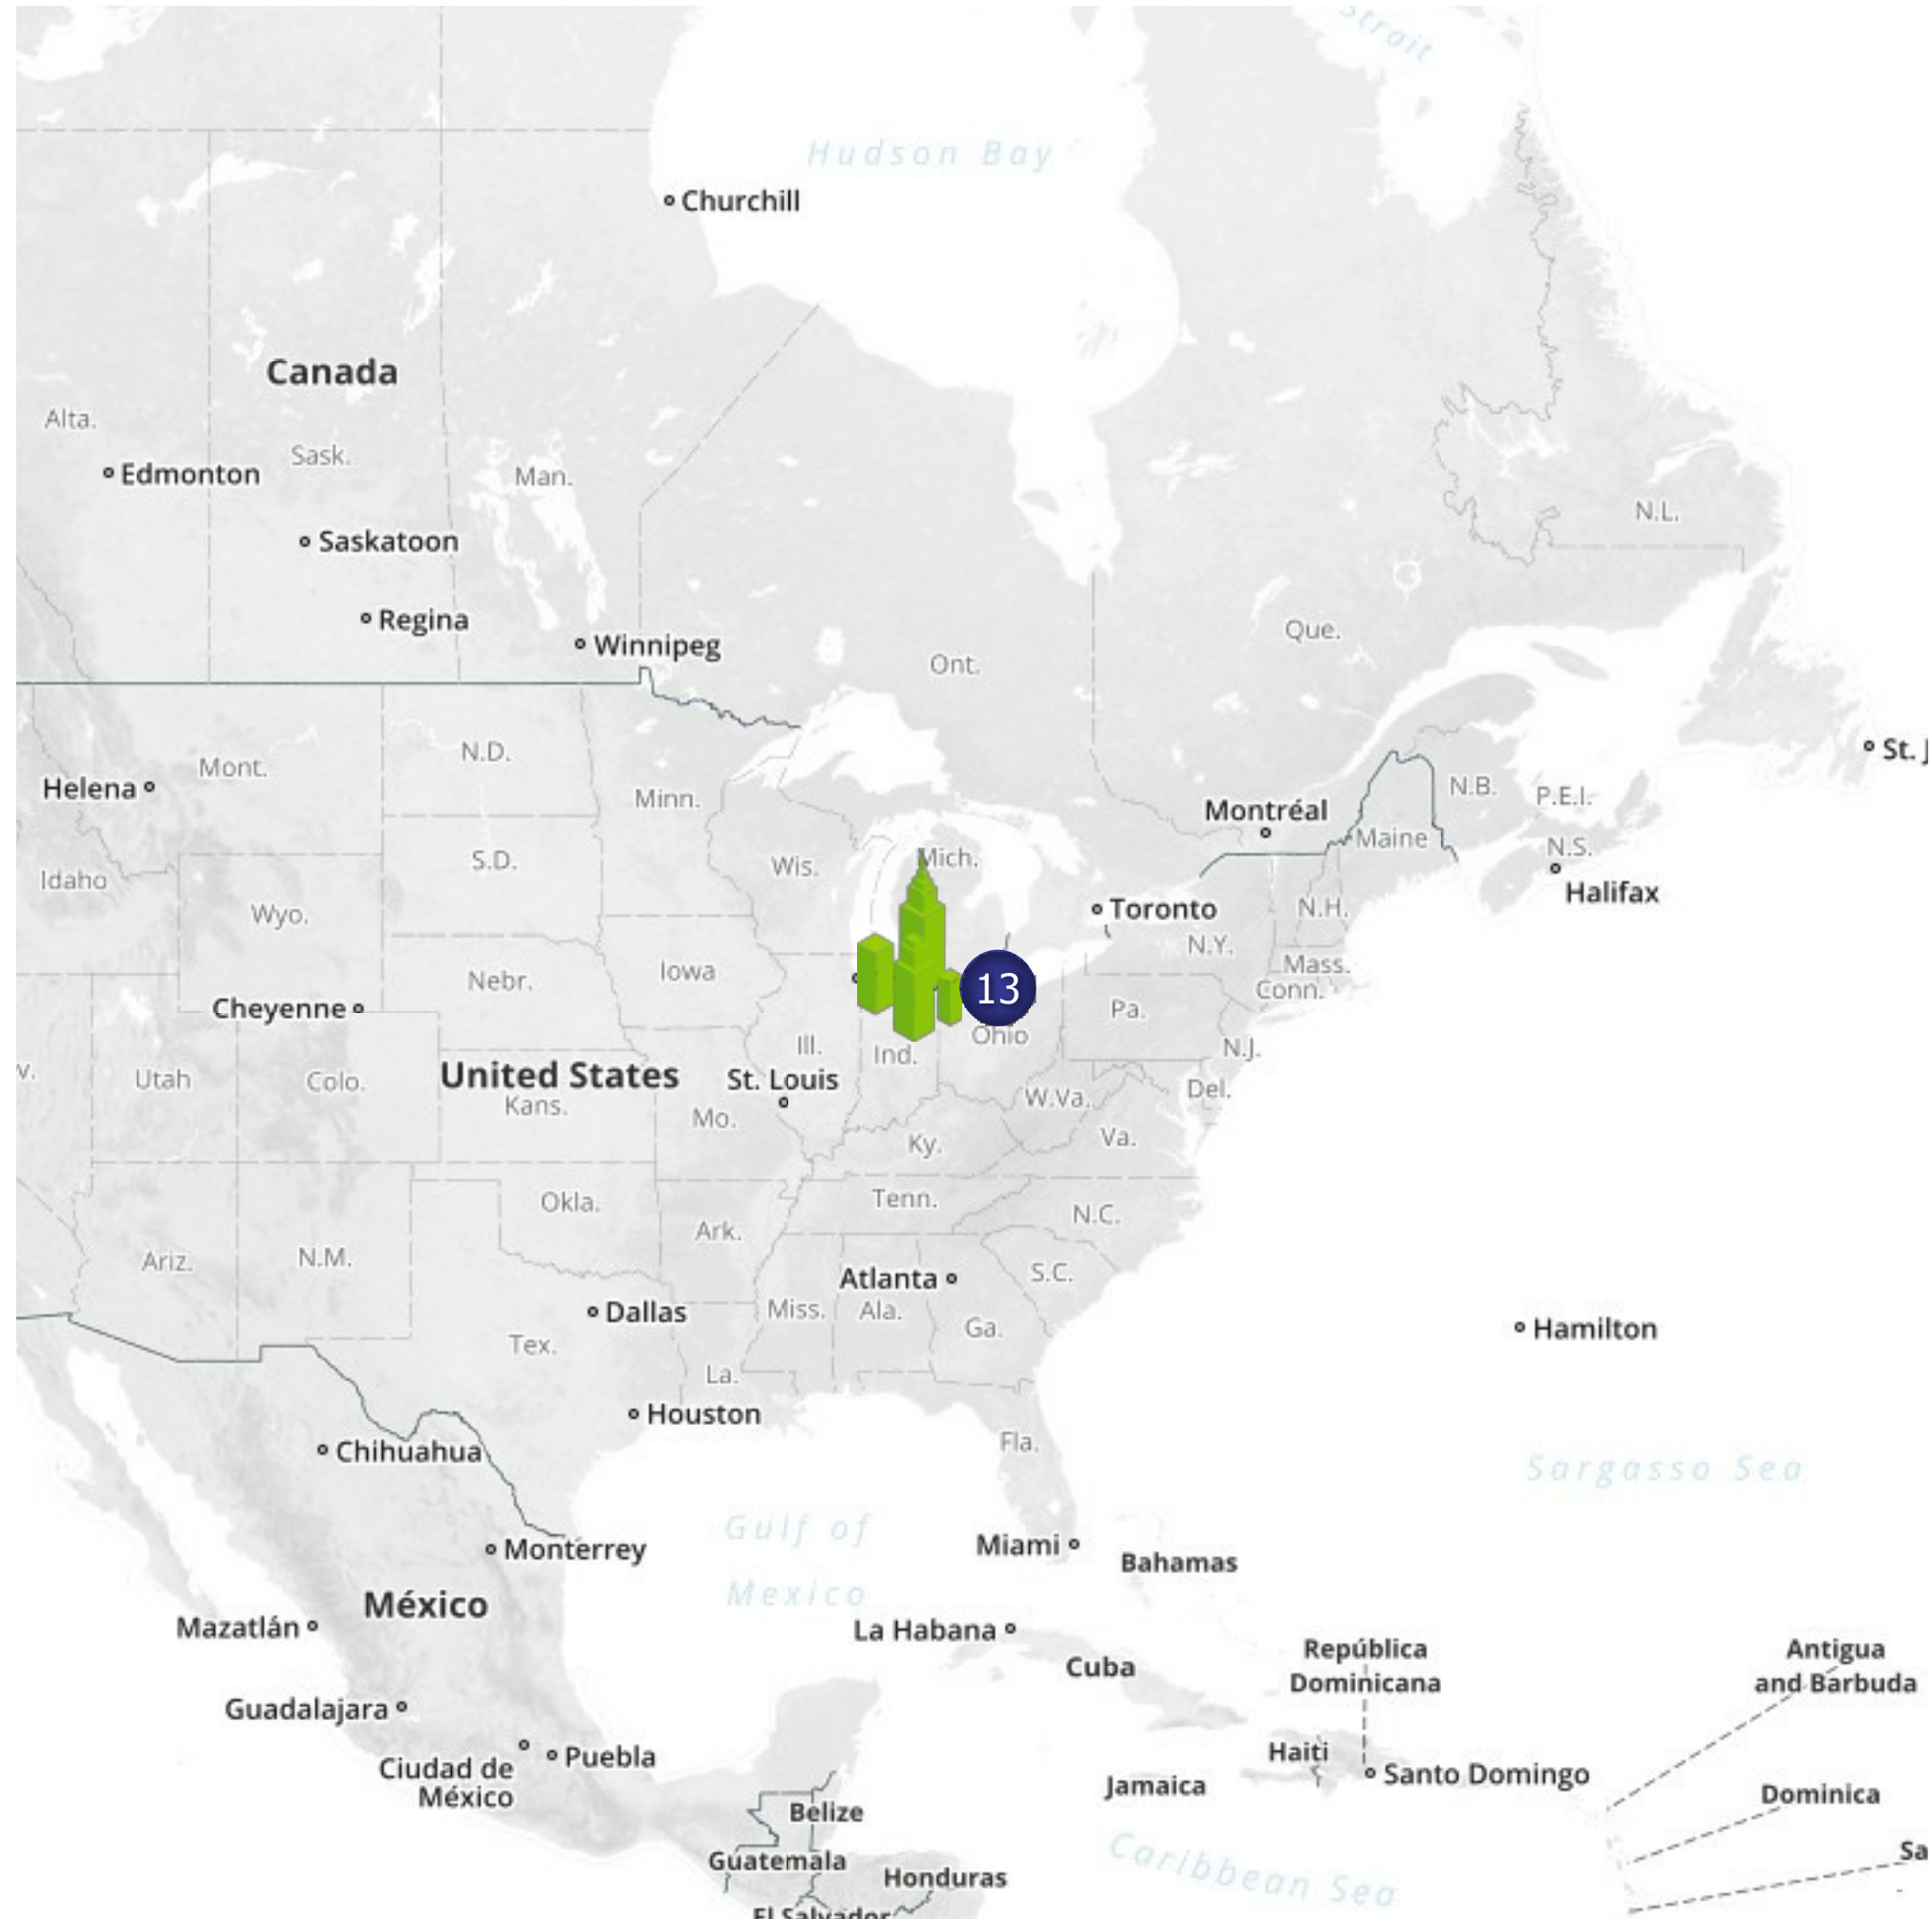 Strait
Hudson Bay
Churchill
Canada
Alta.
Sask.
Edmonton
Man.
N.L.
Saskatoon
Regina
Que.
Winnipeg
Ont.
N.D.
St. J
Mont.
Helena
Minn.
N.B.
P.E.I.
Montréal
Maine
N.S.
Mich.
S.D.
Wis.
Idaho
Halifax
Wyo.
Toronto
N.H.
N.Y.
Iowa
Mass.
Nebr.
13
Conn.
Cheyenne
Pa.
Ohio
Ill.
Ind.
N.J.
v.
Utah
Colo.
United States
St. Louis
Kans.
Del.
W.Va.
Mo.
Va.
Ky.
Okla.
Tenn.
N.C.
Ark.
Ariz.
N.M.
S.C.
Atlanta
Dallas
Miss.
Ala.
Ga.
Hamilton
Tex.
La.
Houston
Fla.
Chihuahua
Sargasso Sea
Gulf of
Mexico
Monterrey
Miami
Bahamas
México
Mazatlán
La Habana
República
Dominicana
Antigua
and Barbuda
Cuba
Guadalajara
Haiti
Puebla
Ciudad de
México
Santo Domingo
Jamaica
Dominica
Belize
Sa
Guatemala
Honduras
Caribbean Sea
El Salvador